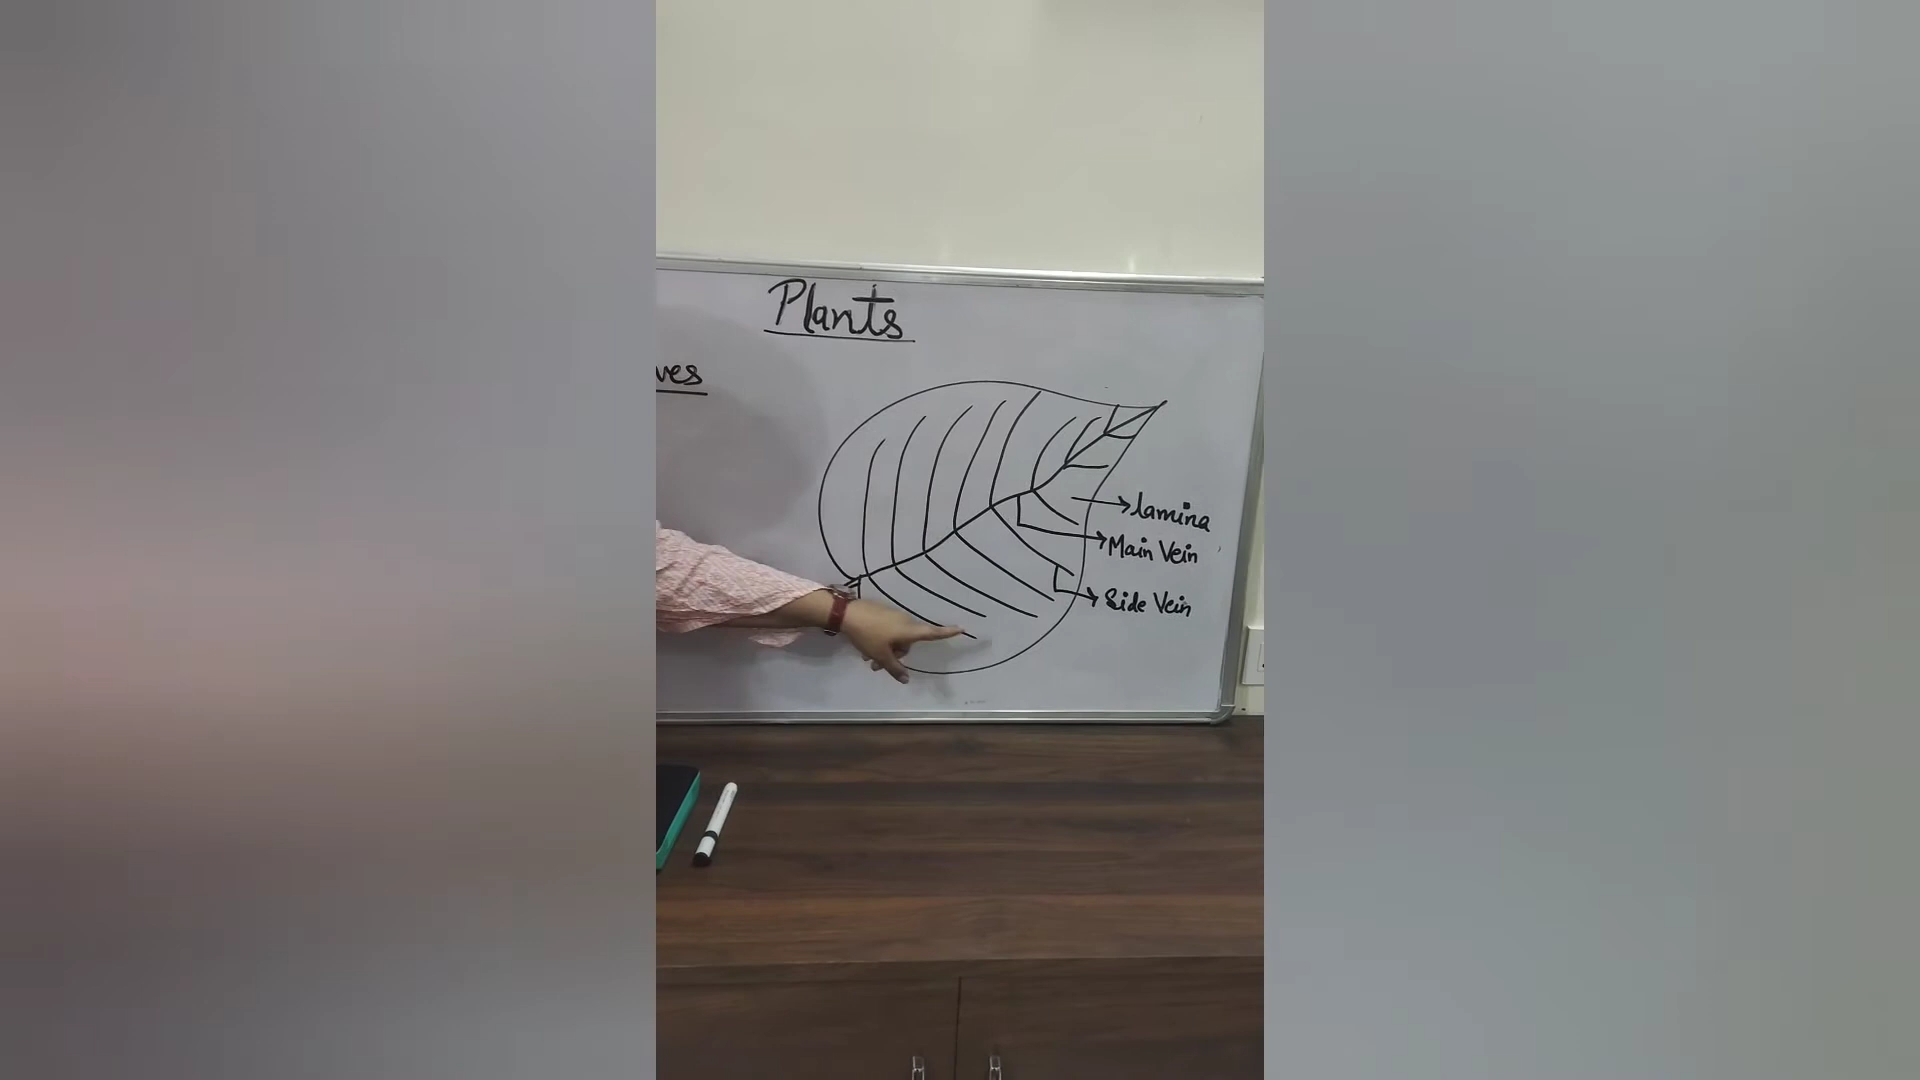 Plants
ves
lamina
Main Vein
Side Vein